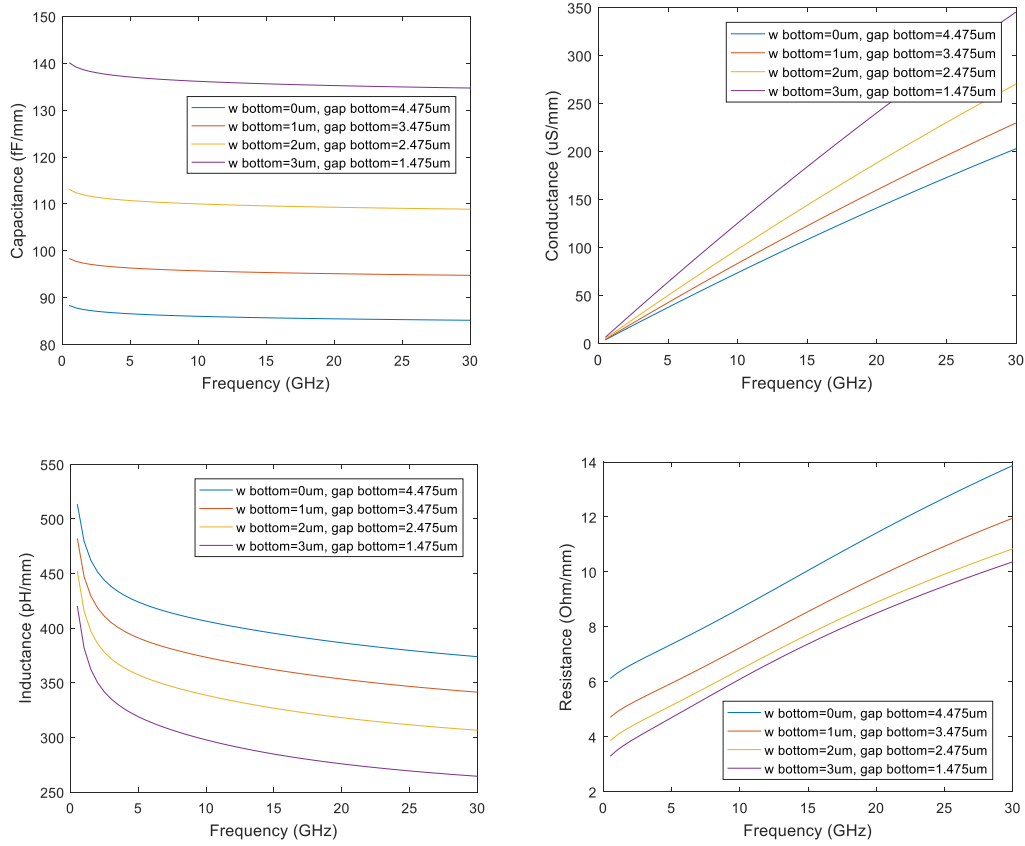 150
140
130
120
110
100
90
80
Capacitance (fF/mm)
w bottom=0um, gap bottom=4.475um
w bottom=1um, gap bottom=3.475um
w bottom=2um, gap bottom=2.475um
w bottom=3um, gap bottom=1.475um
0 5 10 15 20 25 30
Frequency (GHz)
350
300
250
200
150
100
50
0
Conductance (uS/mm)
w bottom=0um, gap bottom=4.475um
w bottom=1um, gap bottom=3.475um
w bottom=2um, gap bottom=2.475um
w bottom=3um, gap bottom=1.475um
0 5 10 15 20 25 30
Frequency (GHz)
550
500
450
400
350
300
250
Inductance (pH/mm)
w bottom=0um, gap bottom=4.475um
w bottom=1um, gap bottom=3.475um
w bottom=2um, gap bottom=2.475um
w bottom=3um, gap bottom=1.475um
0 5 10 15 20 25 30
Frequency (GHz)
14
12
10
8
6
4
2
Resistance (Ohm/mm)
w bottom=0um, gap bottom=4.475um
w bottom=1um, gap bottom=3.475um
w bottom=2um, gap bottom=2.475um
w bottom=3um, gap bottom=1.475um
0 5 10 15 20 25 30
Frequency (GHz)